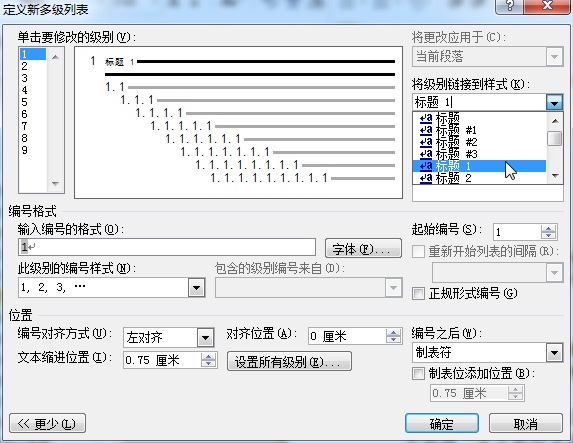 定义新多级列表
单击要修改的级别(V):
将更改应用于(C):
1
2
3
4
5
6
7
8
9
1 标题 1
1.1
1.1.1
1.1.1.1
1.1.1.1.1
1.1.1.1.1.1
1.1.1.1.1.1.1
1.1.1.1.1.1.1.1
1.1.1.1.1.1.1.1.1
当前段落
将级别链接到样式(K):
标题 1
标题
标题 #1
标题 #2
标题 #3
标题 1
标题 2
编号格式
输入编号的格式(O):
1
字体(F)...
起始编号(S):
1
重新开始列表的间隔(R):
此级别的编号样式(N):
包含的级别编号来自(D):
1, 2, 3, …
正规形式编号(G)
位置
编号对齐方式(U):
左对齐
对齐位置(A):
0 厘米
编号之后(W):
制表符
文本缩进位置(I):
0.75 厘米
设置所有级别(E)...
制表位添加位置(B):
0.75 厘米
<< 更少(L)
确定
取消